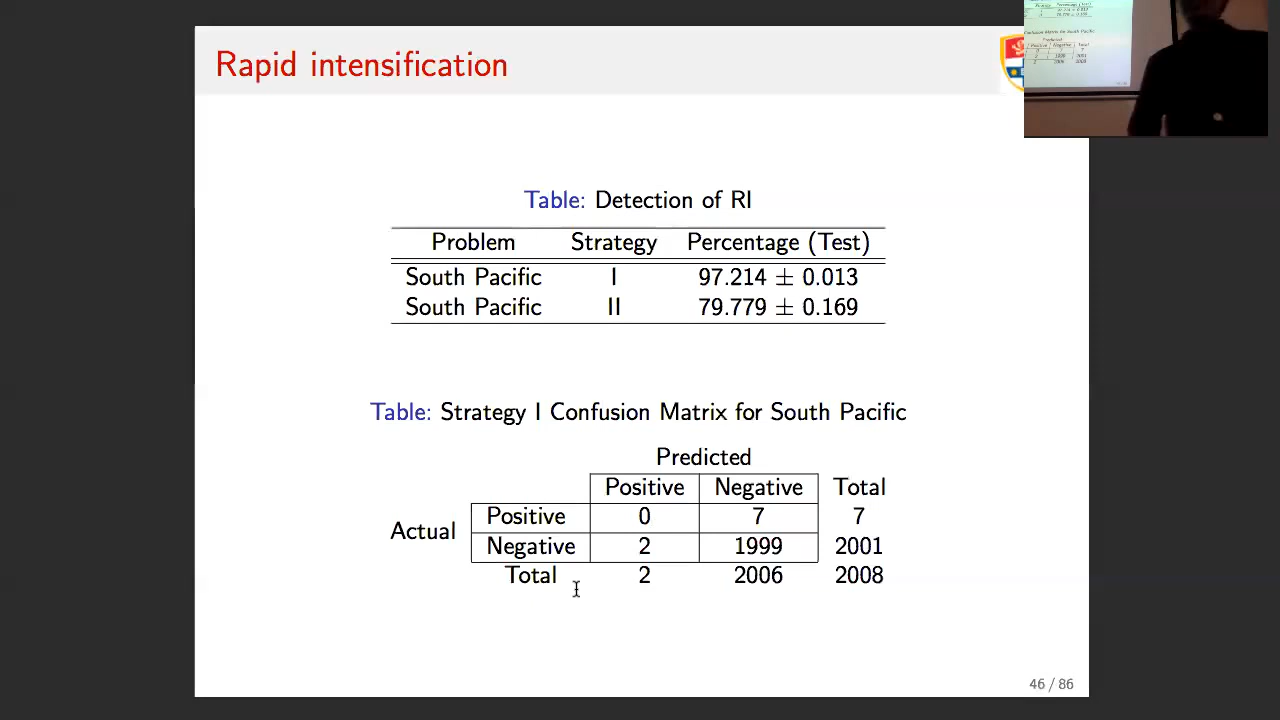 Rapid intensification
Table: Detection of RI
Problem Strategy Percentage (Test)
South Pacific I 97.214 ± 0.013
South Pacific II 79.779 ± 0.169
Table: Strategy I Confusion Matrix for South Pacific
Predicted
Positive Negative Total
Actual
Positive 0 7 7
Negative 2 1999 2001
Total 2 2006 2008
46 / 86